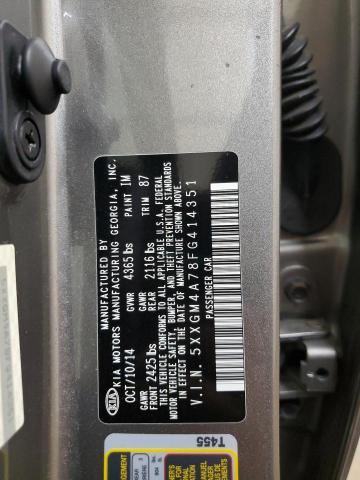 MANUFACTURED BY
KIA KIA MOTORS MANUFACTURING GEORGIA, INC.
OCT/10/14 GVWR 4365 lbs PAINT IM
GAWR FRONT 2425 lbs GAWR REAR 2116 lbs TRIM 87
THIS VEHICLE CONFORMS TO ALL APPLICABLE U.S. FEDERAL MOTOR
VEHICLE SAFETY, BUMPER, & THEFT PREVENTION STANDARDS
IN EFFECT ON THE DATE OF MANUFACTURE SHOWN ABOVE.
V.I.N. 5XXGM4A78FG414351
PASSENGER CAR
T455